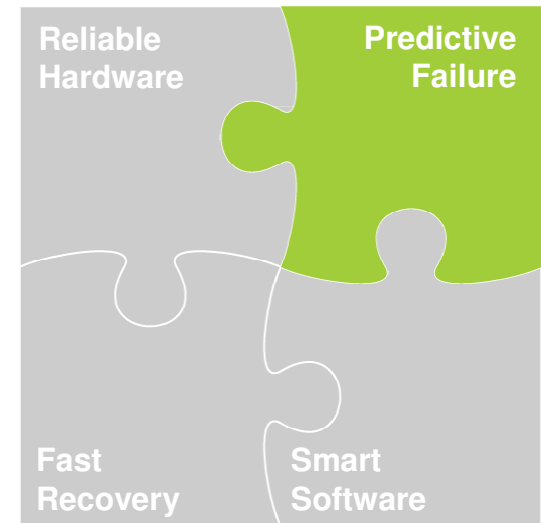 Reliable
Hardware
Predictive
Failure
Fast
Recovery
Smart
Software